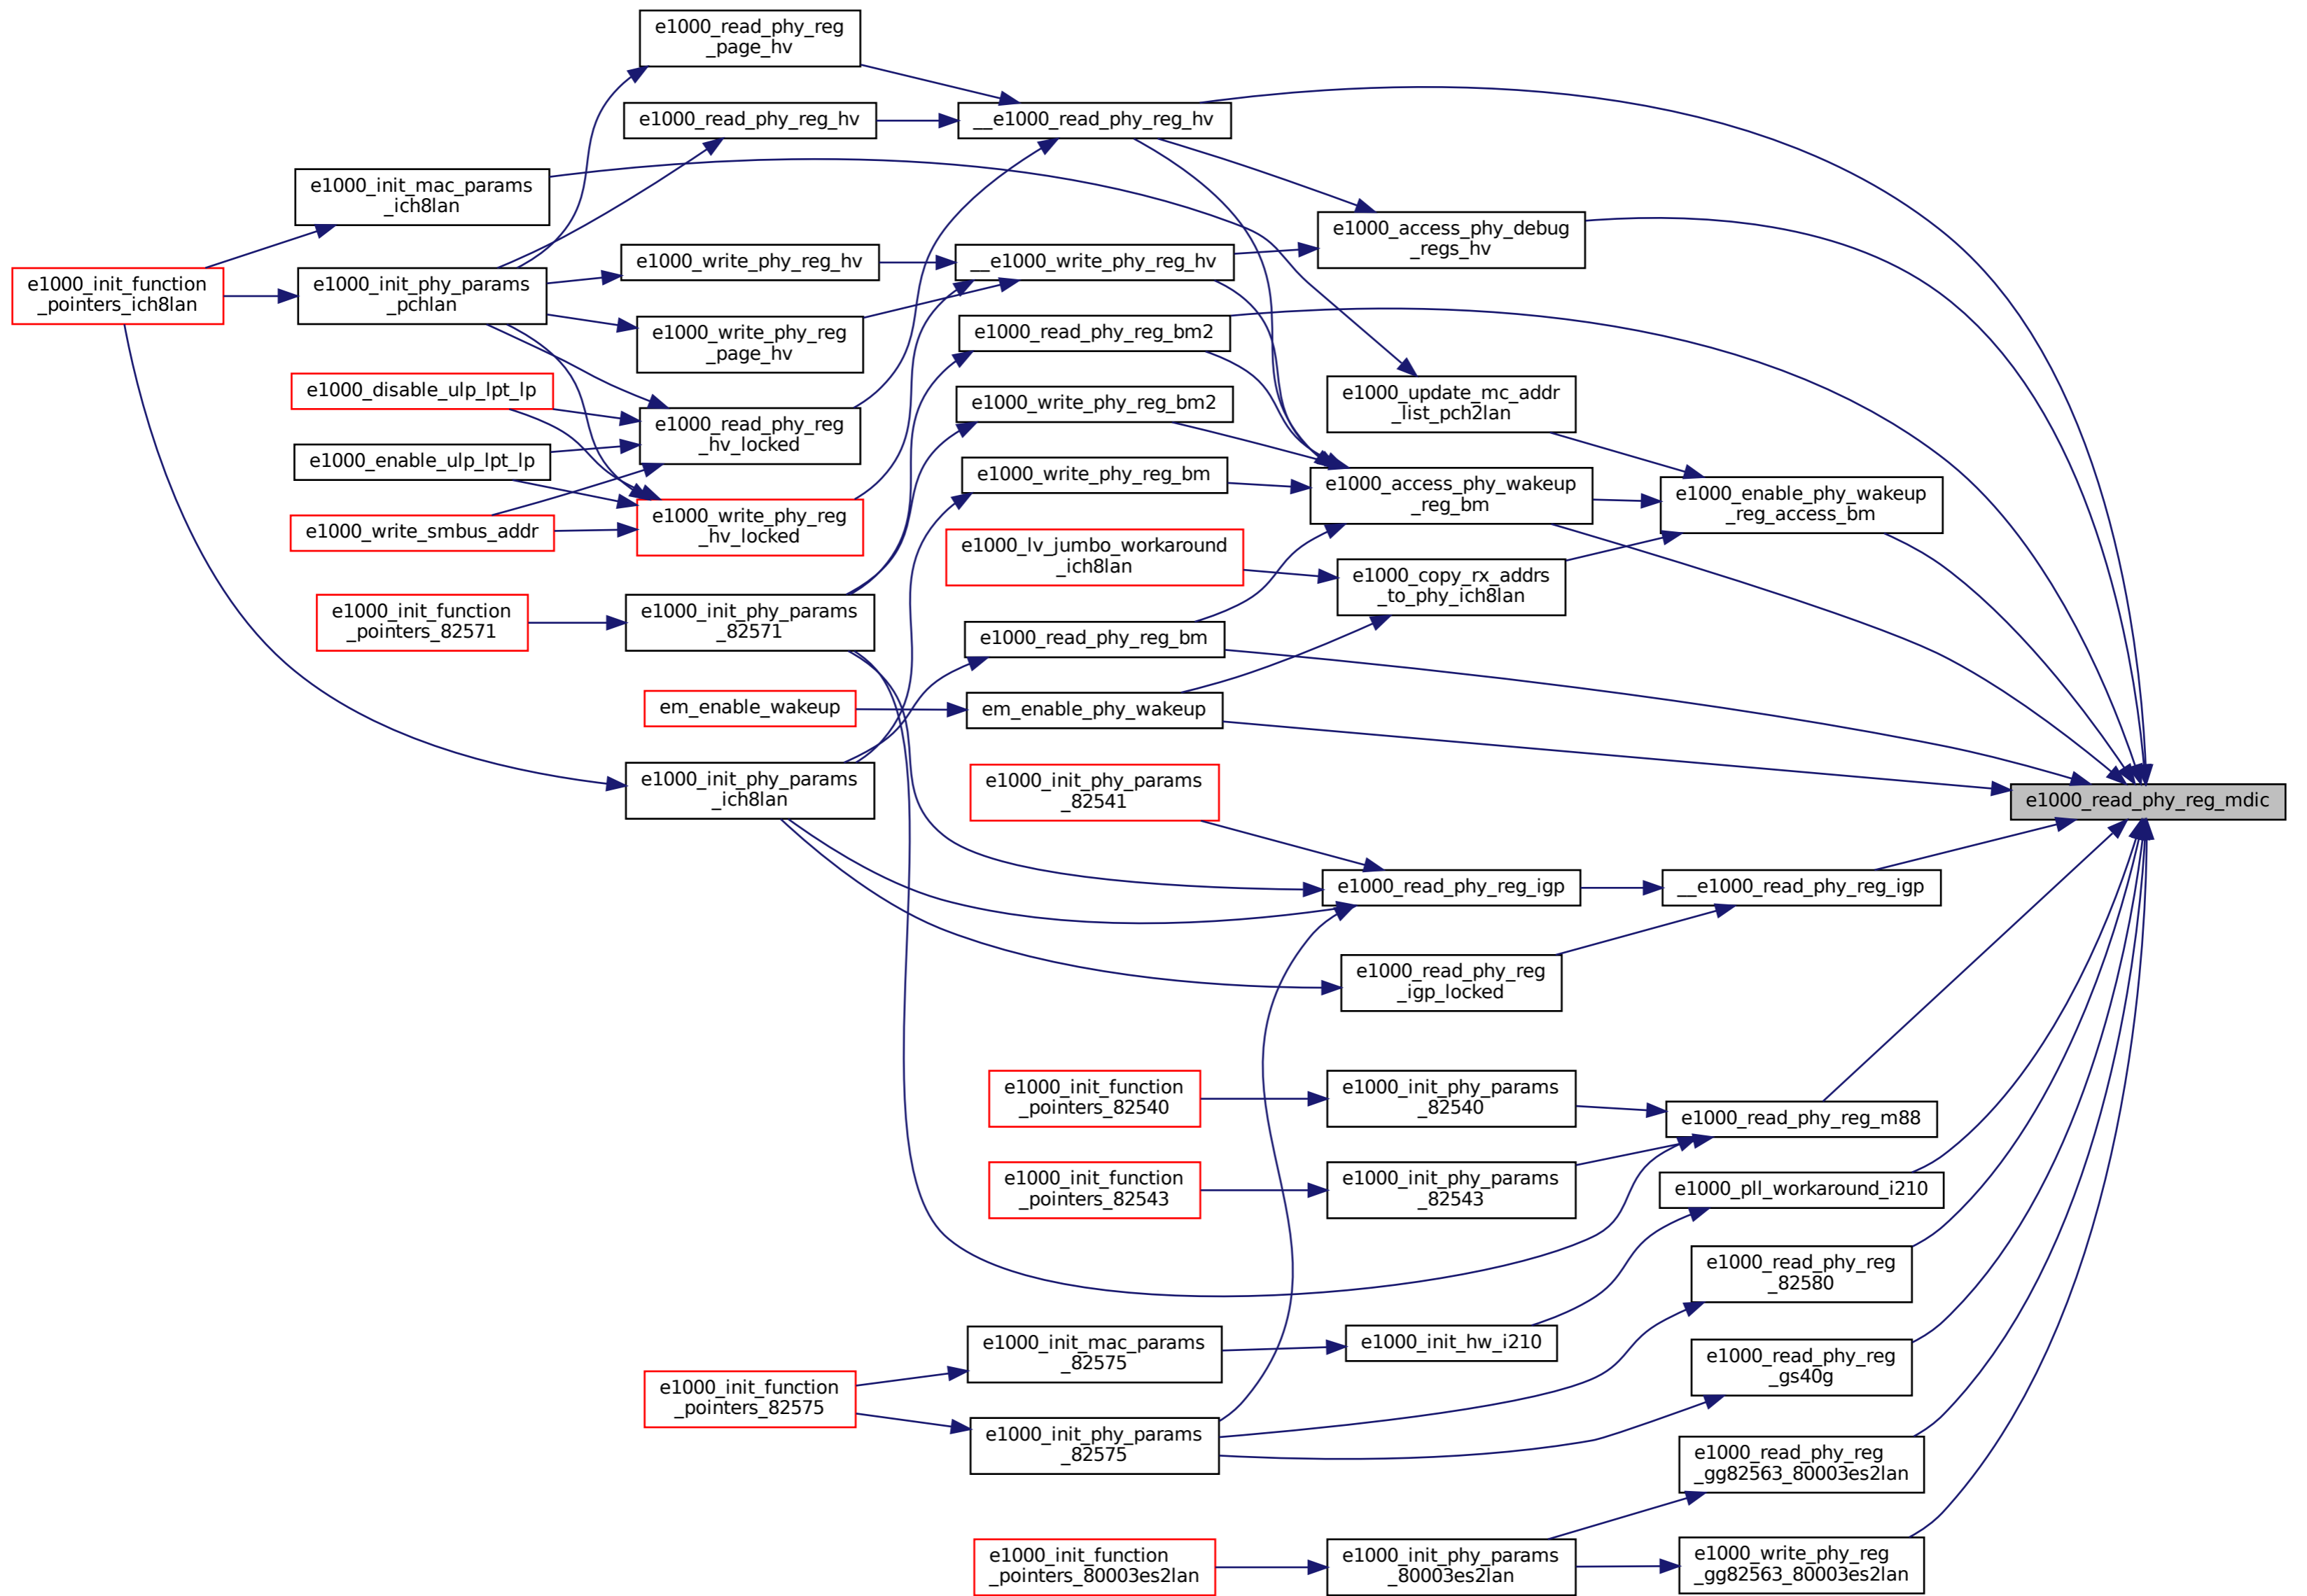 e1000_read_phy_reg
_page_hv
e1000_read_phy_reg_hv
__e1000_read_phy_reg_hv
e1000_init_mac_params
_ich8lan
e1000_access_phy_debug
_regs_hv
e1000_write_phy_reg_hv
__e1000_write_phy_reg_hv
e1000_init_function
_pointers_ich8lan
e1000_init_phy_params
_pchlan
e1000_write_phy_reg
_page_hv
e1000_read_phy_reg_bm2
e1000_disable_ulp_lpt_lp
e1000_write_phy_reg_bm2
e1000_update_mc_addr
_list_pch2lan
e1000_read_phy_reg
_hv_locked
e1000_enable_ulp_lpt_lp
e1000_write_phy_reg_bm
e1000_access_phy_wakeup
_reg_bm
e1000_enable_phy_wakeup
_reg_access_bm
e1000_write_smbus_addr
e1000_write_phy_reg
_hv_locked
e1000_lv_jumbo_workaround
_ich8lan
e1000_copy_rx_addrs
_to_phy_ich8lan
e1000_init_function
_pointers_82571
e1000_init_phy_params
_82571
e1000_read_phy_reg_bm
em_enable_wakeup
em_enable_phy_wakeup
e1000_init_phy_params
_ich8lan
e1000_init_phy_params
_82541
e1000_read_phy_reg_mdic
e1000_read_phy_reg_igp
__e1000_read_phy_reg_igp
e1000_read_phy_reg
_igp_locked
e1000_init_function
_pointers_82540
e1000_init_phy_params
_82540
e1000_read_phy_reg_m88
e1000_init_function
_pointers_82543
e1000_init_phy_params
_82543
e1000_pll_workaround_i210
e1000_read_phy_reg
_82580
e1000_init_mac_params
_82575
e1000_init_hw_i210
e1000_read_phy_reg
_gs40g
e1000_init_function
_pointers_82575
e1000_init_phy_params
_82575
e1000_read_phy_reg
_gg82563_80003es2lan
e1000_init_function
_pointers_80003es2lan
e1000_init_phy_params
_80003es2lan
e1000_write_phy_reg
_gg82563_80003es2lan